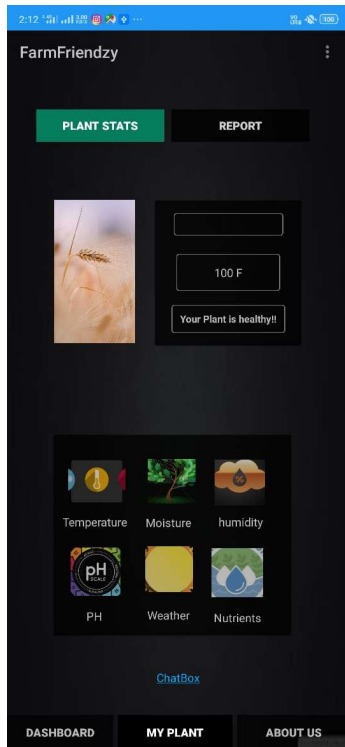 2:12
FarmFriendzy
PLANT STATS REPORT
100 F
Your Plant is healthy!!
Temperature Moisture humidity
pH
SCALE
PH Weather Nutrients
ChatBox
DASHBOARD MY PLANT ABOUT US